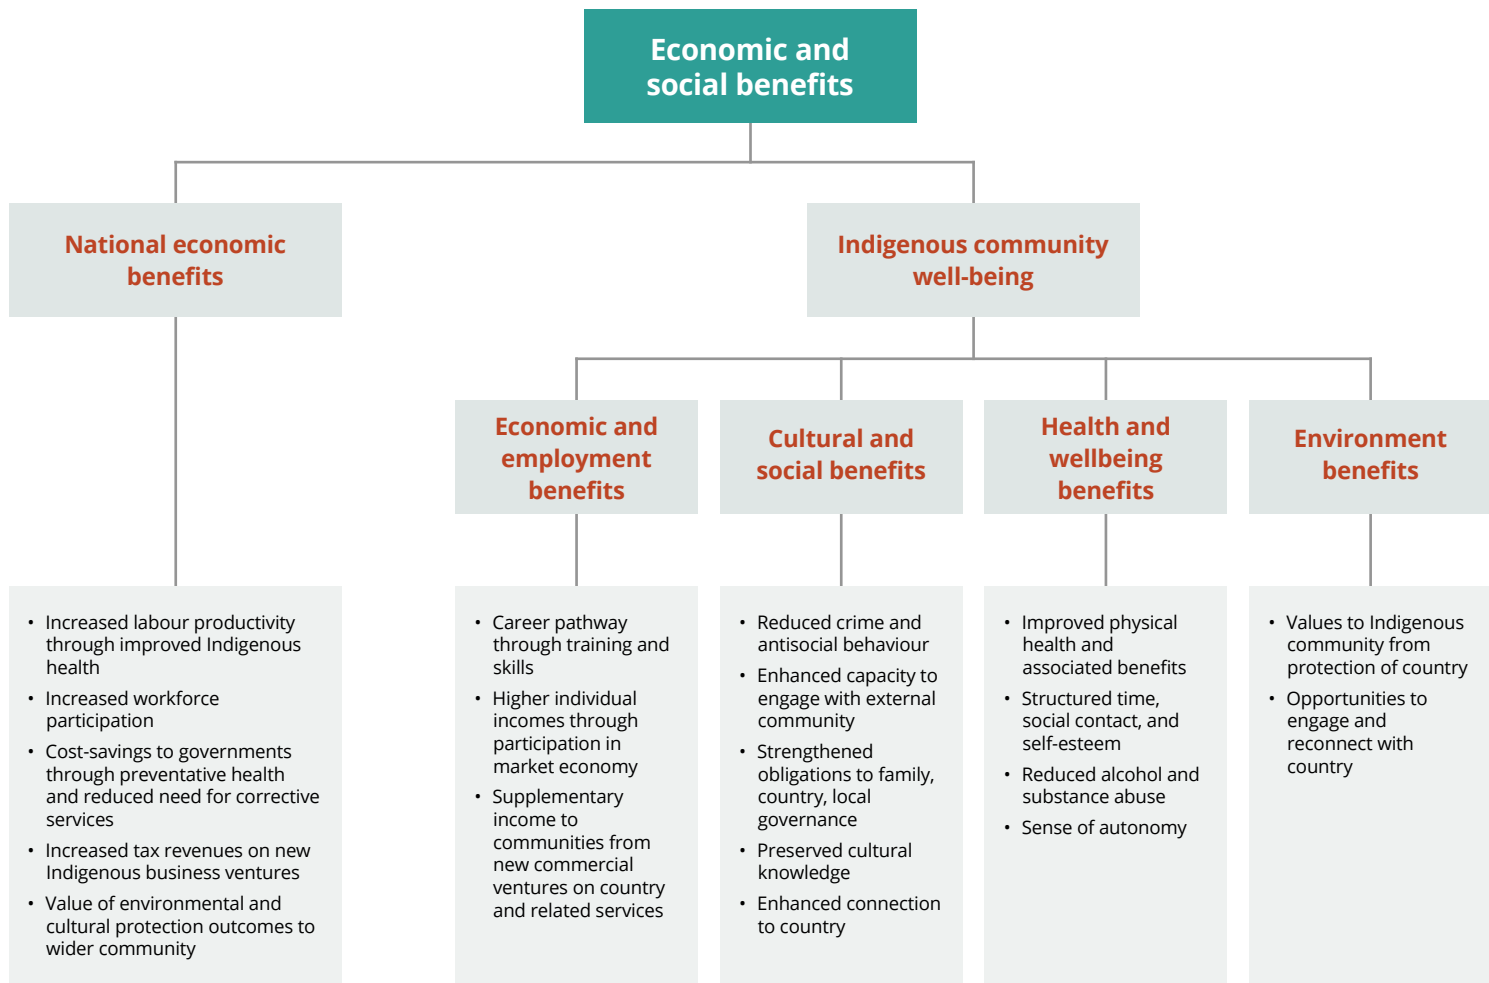 Economic and
social benefits
National economic
benefits
Indigenous community
well-being
Economic and
employment
benefits
Cultural and
social benefits
Health and
wellbeing
benefits
Environment
benefits
• Increased labour productivity
through improved Indigenous
health
• Increased workforce
participation
• Cost-savings to governments
through preventative health
and reduced need for corrective
services
• Increased tax revenues on new
Indigenous business ventures
• Value of environmental and
cultural protection outcomes to
wider community
• Career pathway
through training and
skills
• Higher individual
incomes through
participation in
market economy
• Supplementary
income to
communities from
new commercial
ventures on country
and related services
• Reduced crime and
antisocial behaviour
• Enhanced capacity to
engage with external
community
• Strengthened
obligations to family,
country, local
governance
• Preserved cultural
knowledge
• Enhanced connection
to country
• Improved physical
health and
associated benefits
• Structured time,
social contact, and
self-esteem
• Reduced alcohol and
substance abuse
• Sense of autonomy
• Values to Indigenous
community from
protection of country
• Opportunities to
engage and
reconnect with
country